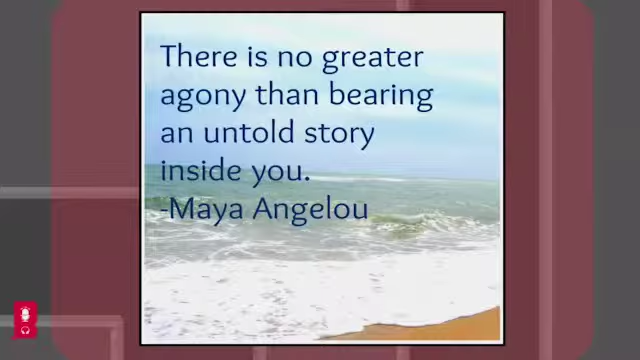 There is no greater
agony than bearing
an untold story
inside you.
-Maya Angelou